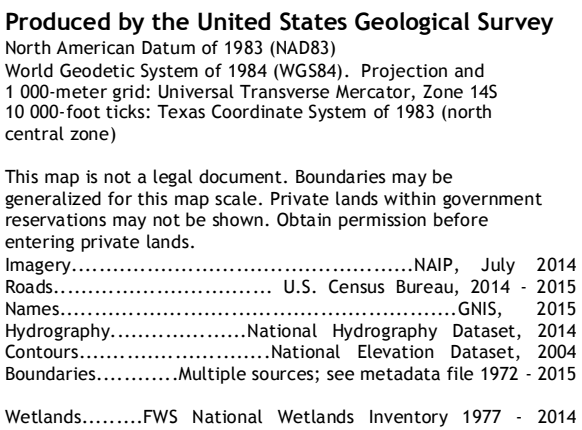 Produced by the United States Geological Survey
North American Datum of 1983 (NAD83)
World Geodetic System of 1984 (WGS84). Projection and
1 000-meter grid: Universal Transverse Mercator, Zone 14S
10 000-foot ticks: Texas Coordinate System of 1983 (north
central zone)
This map is not a legal document. Boundaries may be
generalized for this map scale. Private lands within government
reservations may not be shown. Obtain permission before
entering private lands.
Imagery.............................................NAIP, July 2014
Roads............................. U.S. Census Bureau, 2014 - 2015
Names....................................................GNIS, 2015
Hydrography....................National Hydrography Dataset, 2014
Contours...........................National Elevation Dataset, 2004
Boundaries............Multiple sources; see metadata file 1972 - 2015
Wetlands.........FWS National Wetlands Inventory 1977 - 2014